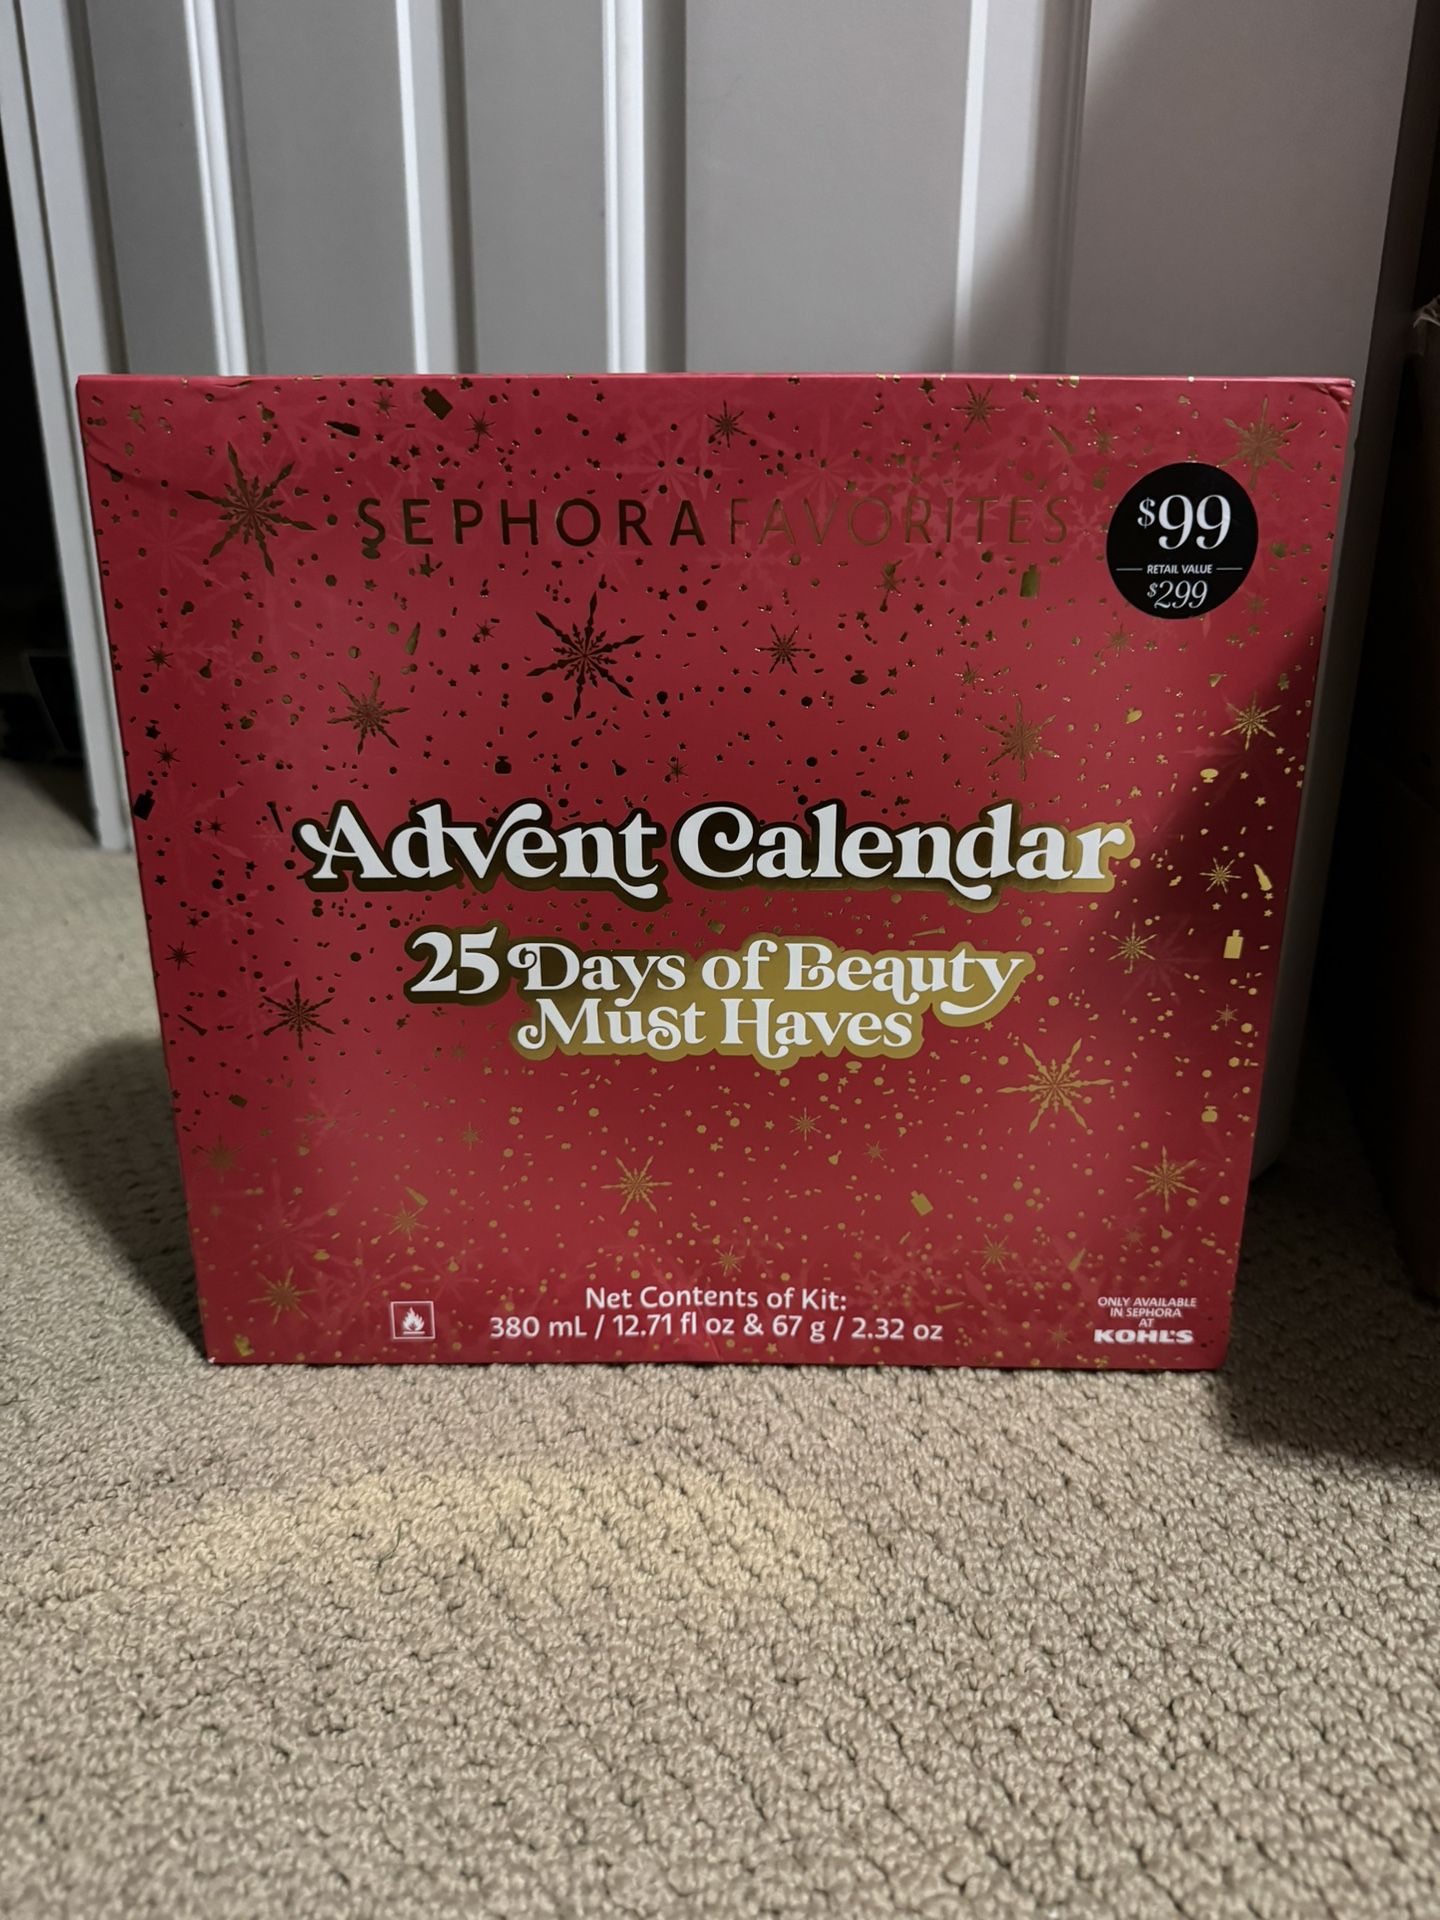 SEPHORA FAVORITES
$99
RETAIL VALUE
$299
Advent Calendar
25 Days of Beauty
Must Haves
Net Contents of Kit:
380 mL / 12.71 fl oz & 67 g / 2.32 oz
ONLY AVAILABLE
IN SEPHORA
AT
KOHL'S